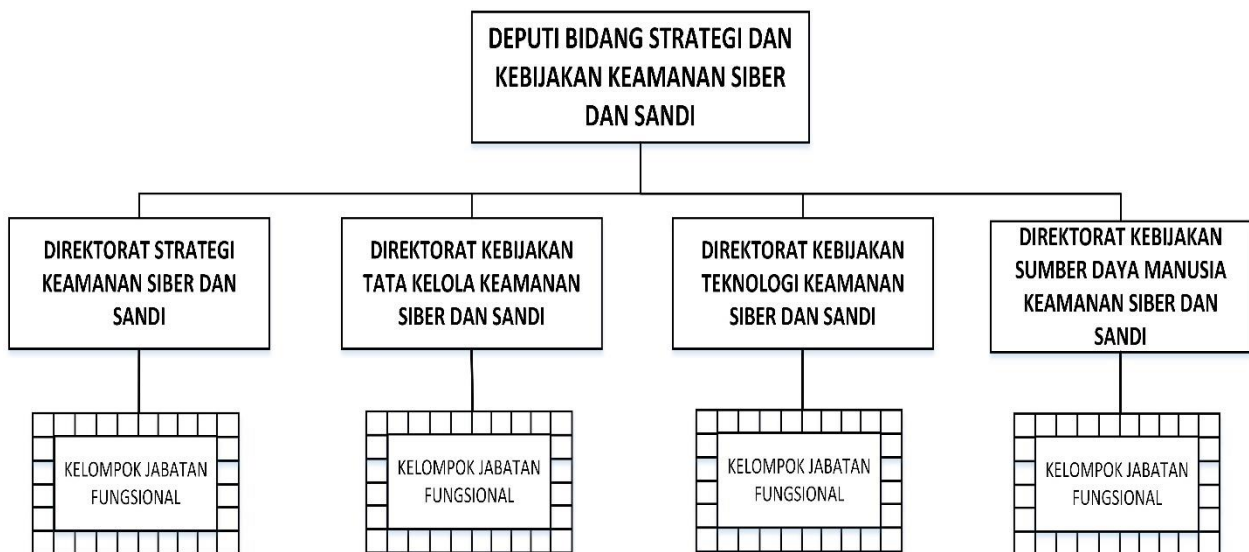 DEPUTI BIDANG STRATEGI DAN
KEBIJAKAN KEAMANAN SIBER
DAN SANDI
DIREKTORAT STRATEGI
KEAMANAN SIBER DAN
SANDI
DIREKTORAT KEBIJAKAN
TATA KELOLA KEAMANAN
SIBER DAN SANDI
DIREKTORAT KEBIJAKAN
TEKNOLOGI KEAMANAN
SIBER DAN SANDI
DIREKTORAT KEBIJAKAN
SUMBER DAYA MANUSIA
KEAMANAN SIBER DAN
SANDI
KELOMPOK JABATAN
FUNGSIONAL
KELOMPOK JABATAN
FUNGSIONAL
KELOMPOK JABATAN
FUNGSIONAL
KELOMPOK JABATAN
FUNGSIONAL